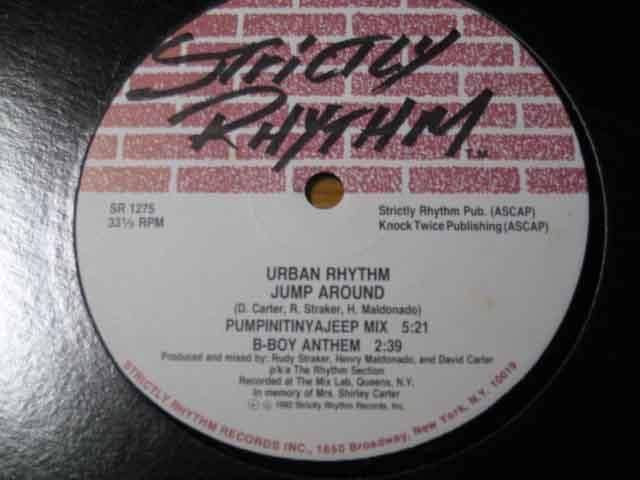 STRICTLY
RHYTHM
T.M.
SR 1275
33⅓ RPM
Strictly Rhythm Pub. (ASCAP)
Knock Twice Publishing (ASCAP)
URBAN RHYTHM
JUMP AROUND
(D. Carter, R. Straker, H. Maldonado)
PUMPINITINYAJEEP MIX 5:21
B-BOY ANTHEM 2:39
Produced and mixed by: Rudy Straker, Henry Maldonado, and David Carter
p/k/a The Rhythm Section
Recorded at The Mix Lab, Queens, N.Y.
In memory of Mrs. Shirley Carter
℗ © 1992 Strictly Rhythm Records, Inc.
STRICTLY RHYTHM RECORDS INC., 1650 Broadway, New York, N.Y. 10019